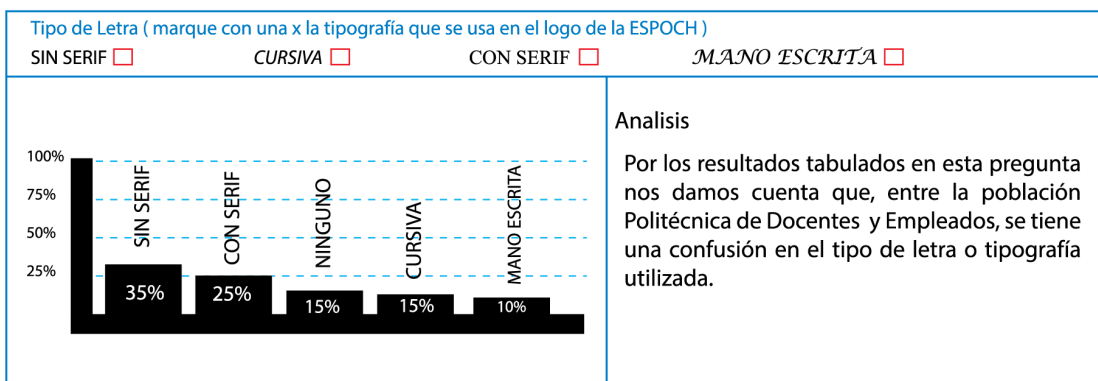 Tipo de Letra ( marque con una x la tipografía que se usa en el logo de la ESPOCH )
SIN SERIF CURSIVA CON SERIF MANO ESCRITA
100%
75%
50%
25%
SIN SERIF
CON SERIF
NINGUNO
CURSIVA
MANO ESCRITA
35%
25%
15%
15%
10%
Analisis
Por los resultados tabulados en esta pregunta
nos damos cuenta que, entre la población
Politécnica de Docentes y Empleados, se tiene
una confusión en el tipo de letra o tipografía
utilizada.